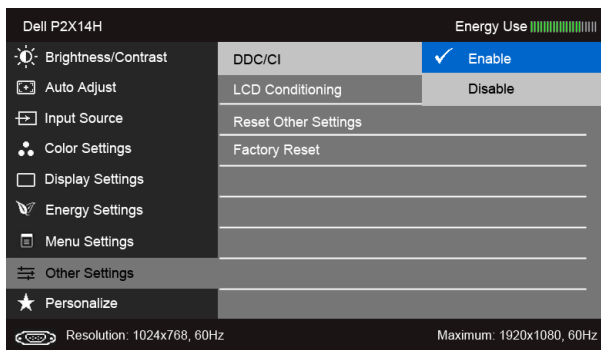 Dell P2X14H Energy Use
Brightness/Contrast DDC/CI Enable
Auto Adjust LCD Conditioning Disable
Input Source Reset Other Settings
Color Settings Factory Reset
Display Settings
Energy Settings
Menu Settings
Other Settings
Personalize
Resolution: 1024x768, 60Hz Maximum: 1920x1080, 60Hz